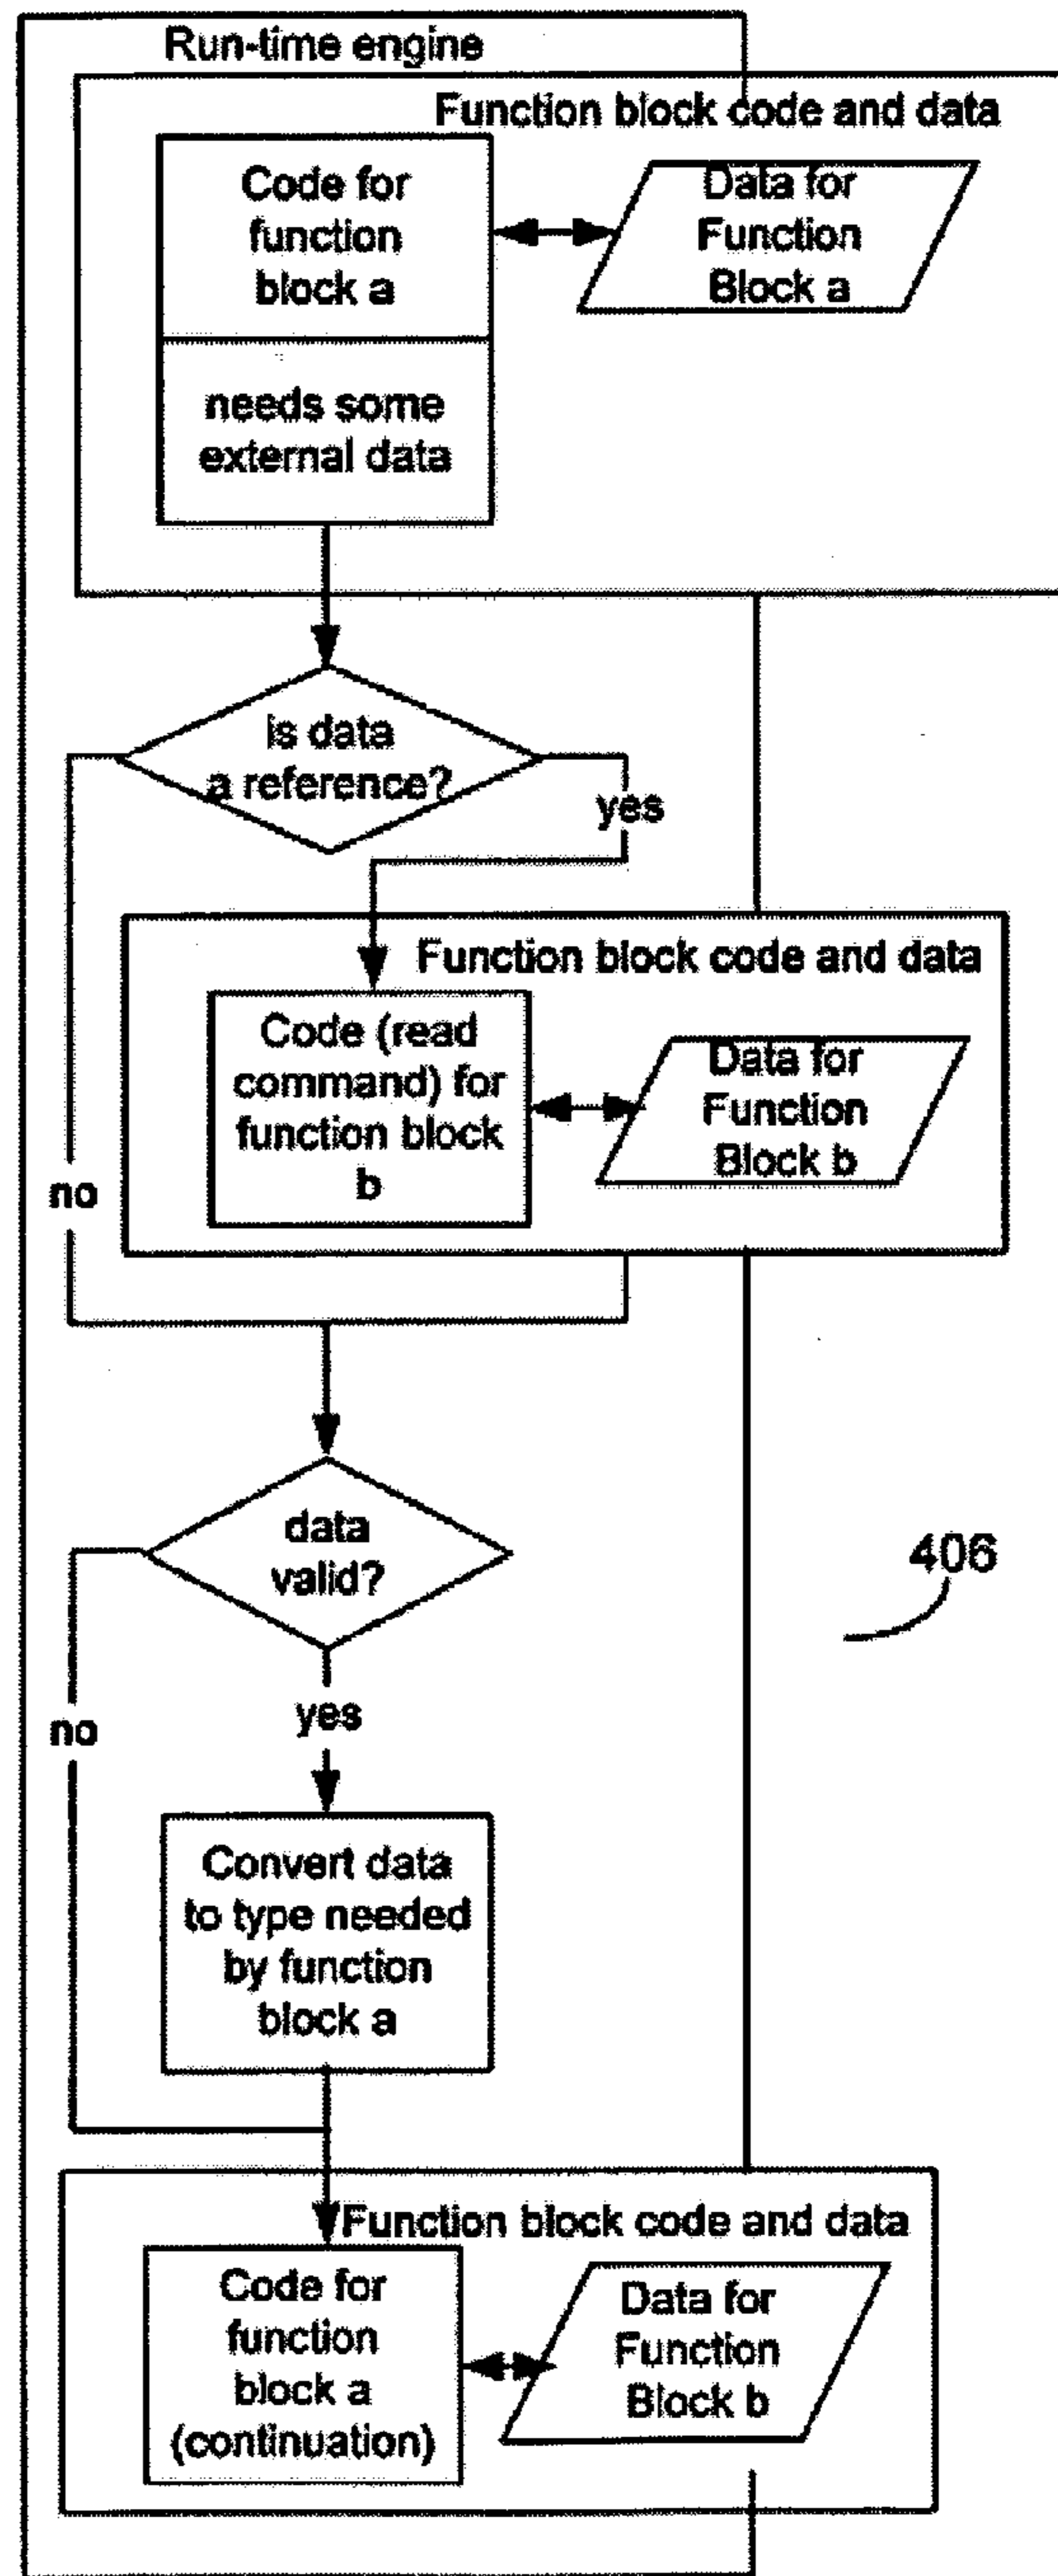 Run-time engine
Function block code and data
Code for
function
block a
Data for
Function
Block a
needs some
external data
is data
a reference?
yes
no
Function block code and data
Code (read
command) for
function block
b
Data for
Function
Block b
data
valid?
406
yes
no
Convert data
to type needed
by function
block a
Function block code and data
Code for
function
block a
(continuation)
Data for
Function
Block b